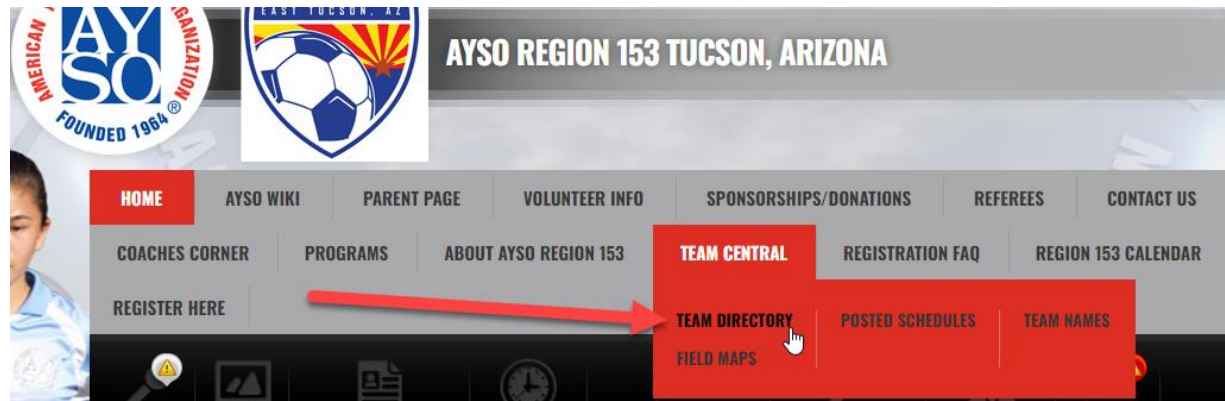 EAST TUCSON, AZ
AYSO
FOUNDED 1964
®
AYSO REGION 153 TUCSON, ARIZONA
HOME AYSO WIKI PARENT PAGE VOLUNTEER INFO SPONSORSHIPS/DONATIONS REFEREES CONTACT US
COACHES CORNER PROGRAMS ABOUT AYSO REGION 153 TEAM CENTRAL REGISTRATION FAQ REGION 153 CALENDAR
REGISTER HERE
TEAM DIRECTORY POSTED SCHEDULES TEAM NAMES
FIELD MAPS